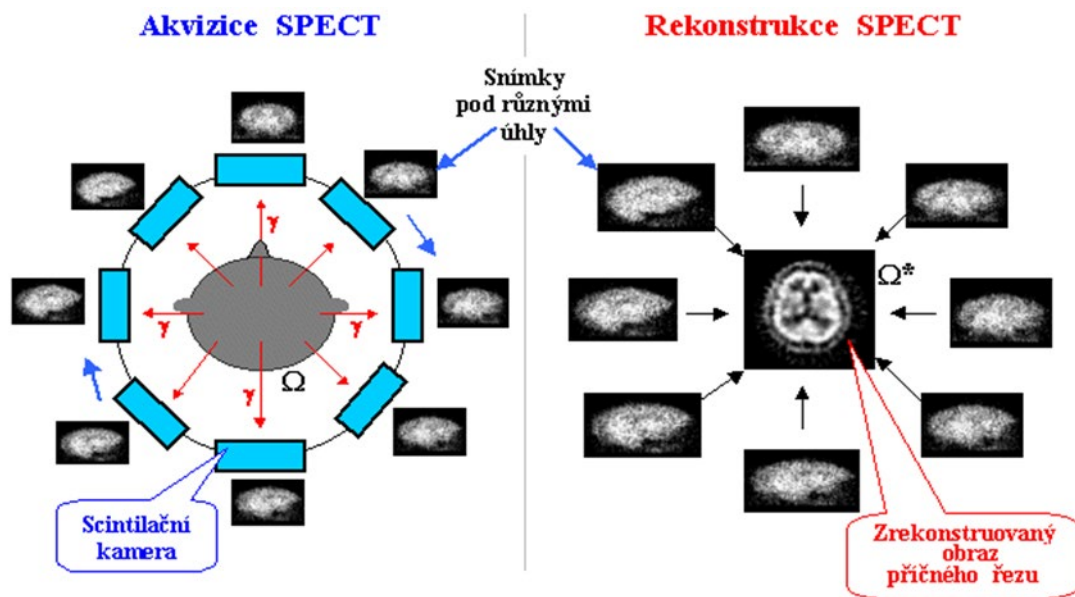 Akvizice SPECT
Rekonstrukce SPECT
Snímky
pod různými
úhly
γ
γ
γ
γ
Ω
Ω*
Scintilační
kamera
Zrekonstruovaný
obraz
příčného řezu